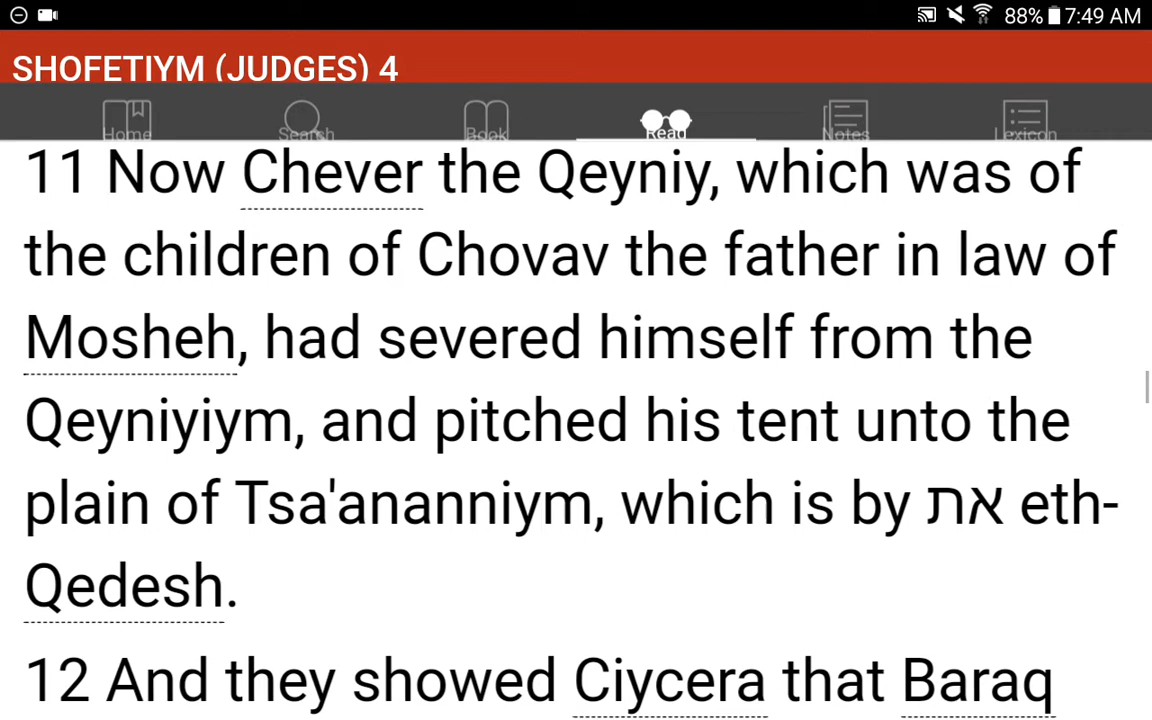 88% 7:49 AM
SHOFETIYM (JUDGES) 4
Home Search Book Read Notes Lexicon
11 Now Chever the Qeyniy, which was of
the children of Chovav the father in law of
Mosheh, had severed himself from the
Qeyniyiym, and pitched his tent unto the
plain of Tsa'ananniym, which is by את eth-
Qedesh.
12 And they showed Ciycera that Baraq